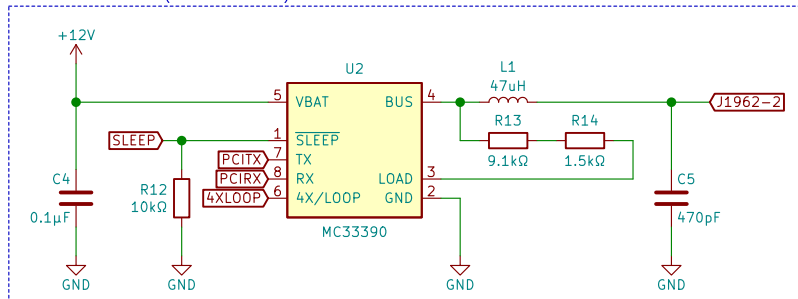 +12V
U2
L1
47uH
5
VBAT
BUS
4
J1962-2
SLEEP
1
SLEEP
R13
R14
PCITX
7
TX
9.1kΩ
1.5kΩ
PCIRX
8
RX
LOAD
3
C4
R12
10kΩ
4XLOOP
6
4X/LOOP
GND
2
C5
0.1µF
470pF
MC33390
GND
GND
GND
GND